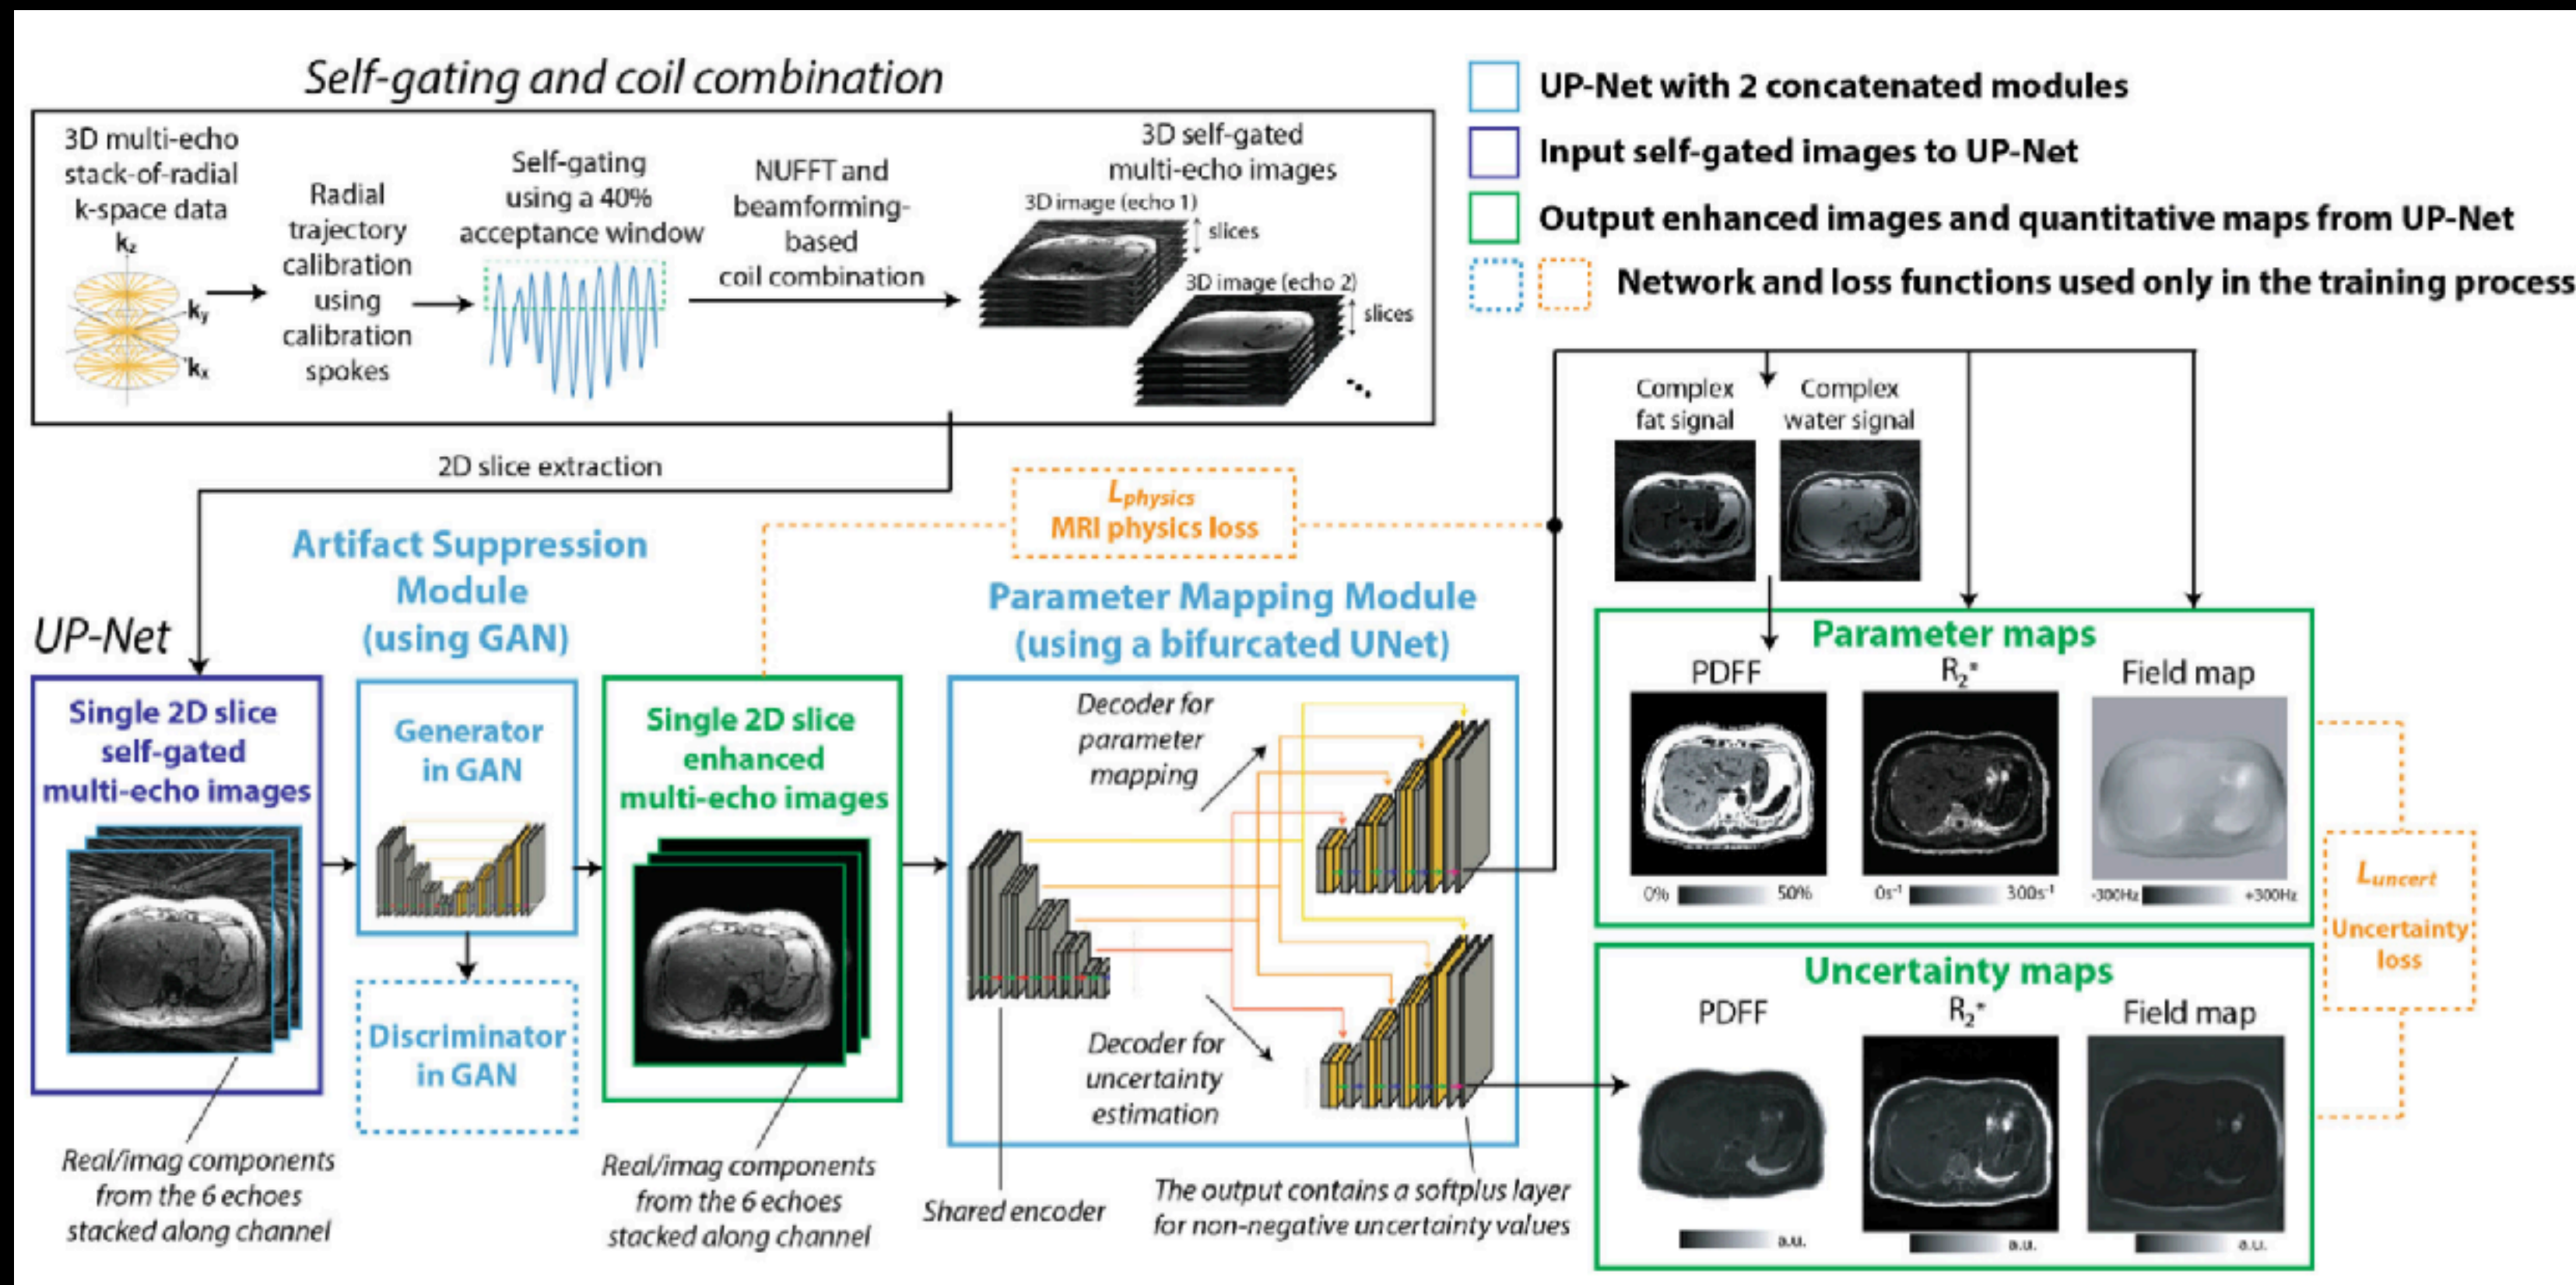 Self-gating and coil combination
3D multi-echo
stack-of-radial
k-space data
kz
ky
kx
Radial
trajectory
calibration
using
calibration
spokes
Self-gating
using a 40%
acceptance window
NUFFT and
beamforming-
based
coil combination
3D self-gated
multi-echo images
3D image (echo 1)
slices
3D image (echo 2)
slices
UP-Net with 2 concatenated modules
Input self-gated images to UP-Net
Output enhanced images and quantitative maps from UP-Net
Network and loss functions used only in the training process
2D slice extraction
UP-Net
Artifact Suppression
Module
(using GAN)
Lphysics
MRI physics loss
Parameter Mapping Module
(using a bifurcated UNet)
Complex
fat signal
Complex
water signal
Single 2D slice
self-gated
multi-echo images
Generator
in GAN
Discriminator
in GAN
Single 2D slice
enhanced
multi-echo images
Decoder for
parameter
mapping
Decoder for
uncertainty
estimation
Parameter maps
PDFF
R2*
Field map
0%
50%
0s-1
300s-1
-300Hz
+300Hz
Luncert
Uncertainty
loss
Uncertainty maps
PDFF
R2*
Field map
a.u.
a.u.
a.u.
Real/imag components
from the 6 echoes
stacked along channel
Real/imag components
from the 6 echoes
stacked along channel
Shared encoder
The output contains a softplus layer
for non-negative uncertainty values